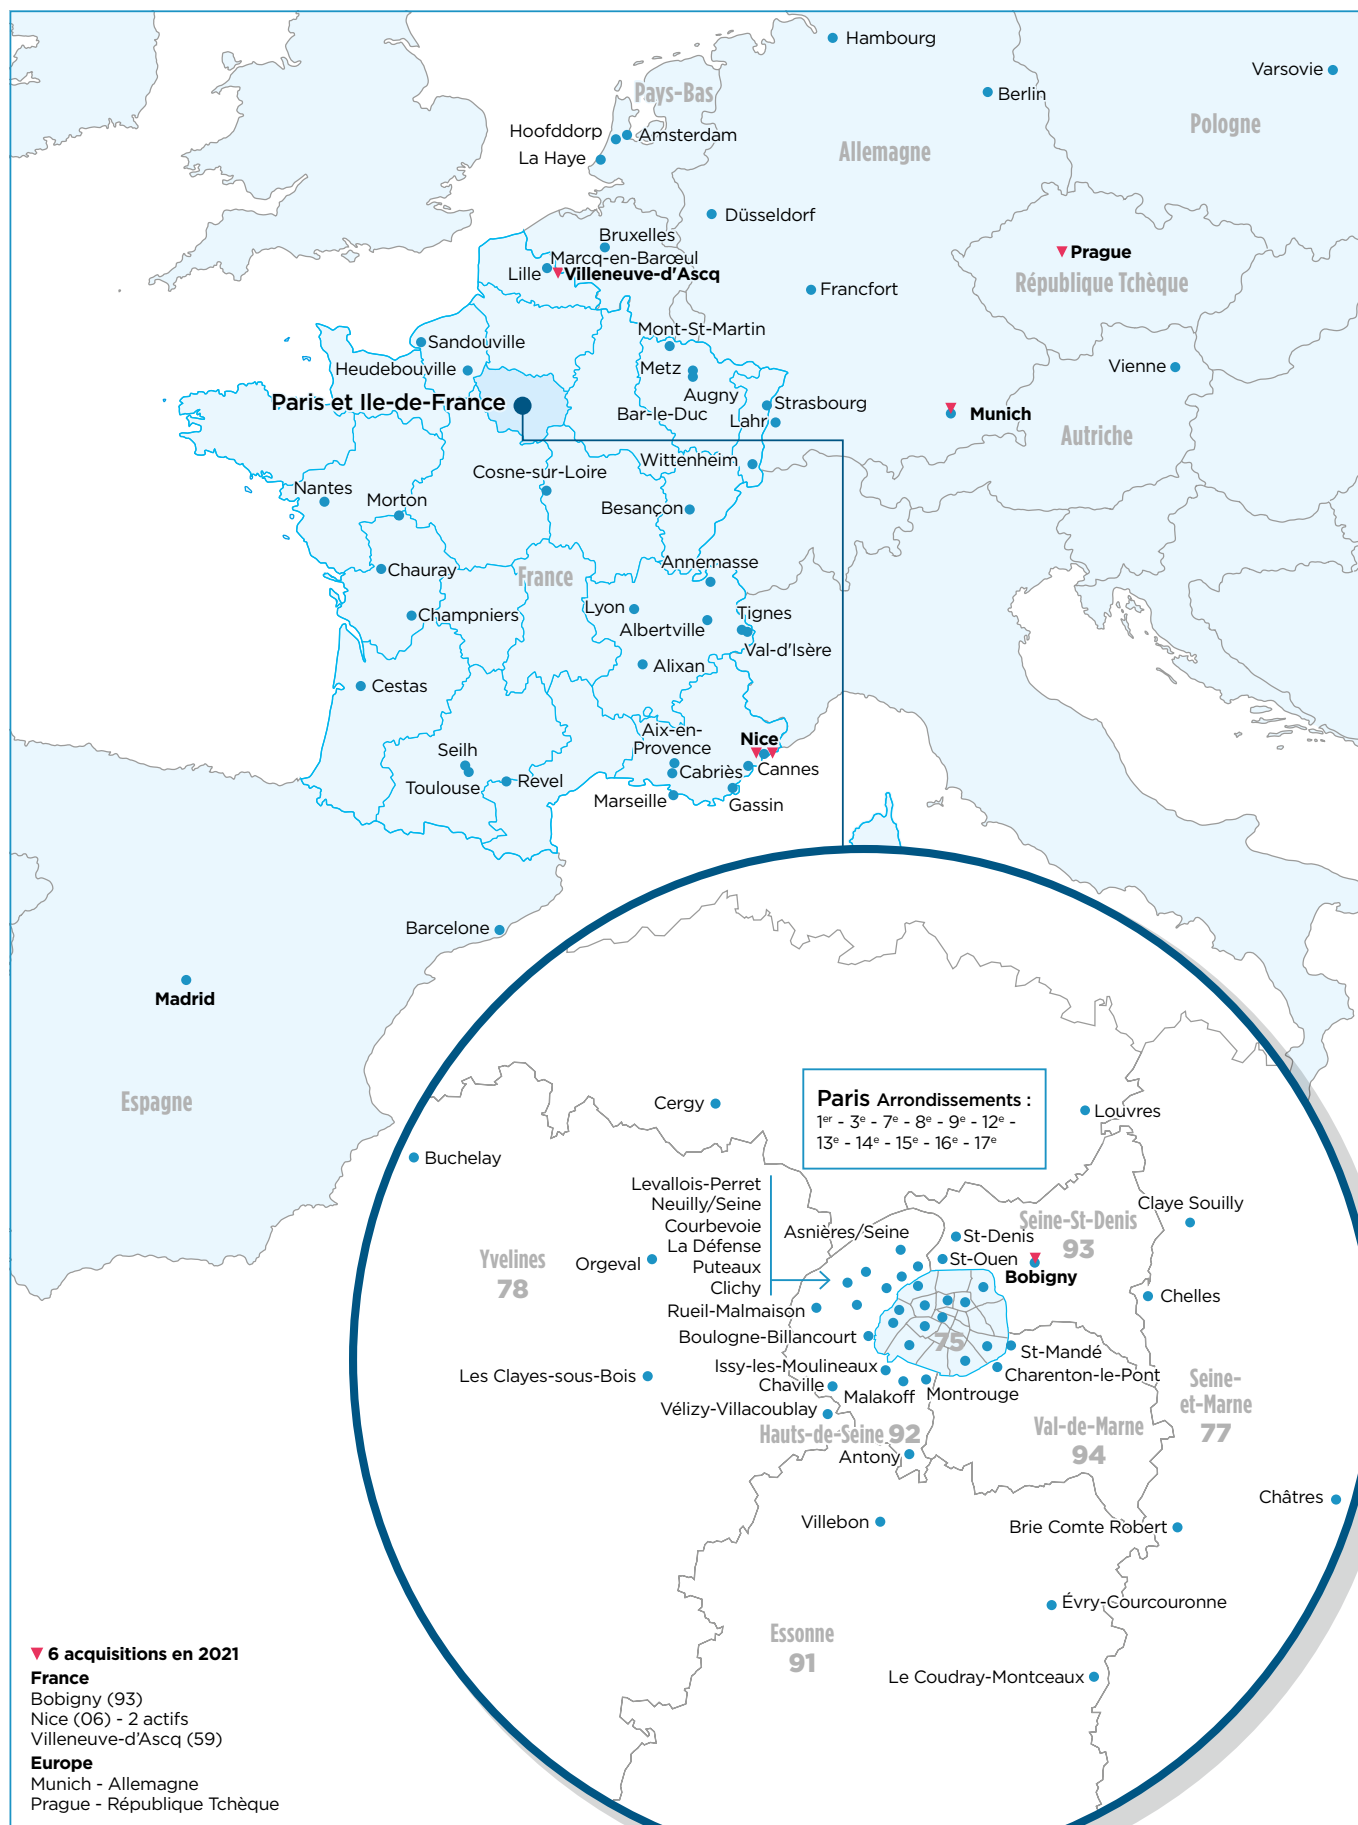 Hambourg
Varsovie
Berlin
Pays-Bas
Pologne
Hoofddorp
Amsterdam
La Haye
Allemagne
Düsseldorf
Bruxelles
Marcq-en-Barœul
Lille
Villeneuve-d'Ascq
Prague
République Tchèque
Francfort
Mont-St-Martin
Sandouville
Heudebouville
Metz
Augny
Vienne
Paris et Ile-de-France
Bar-le-Duc
Strasbourg
Lahr
Munich
Autriche
Wittenheim
Cosne-sur-Loire
Nantes
Morton
Besançon
Annemasse
France
Chauray
Champniers
Lyon
Albertville
Tignes
Val-d'Isère
Alixan
Cestas
Aix-en-
Provence
Nice
Seilh
Toulouse
Revel
Cabriès
Cannes
Marseille
Gassin
Barcelone
Madrid
Espagne
Paris Arrondissements :
1er - 3e - 7e - 8e - 9e - 12e -
13e - 14e - 15e - 16e - 17e
Cergy
Louvres
Buchelay
Levallois-Perret
Neuilly/Seine
Courbevoie
La Défense
Puteaux
Clichy
Asnières/Seine
Claye Souilly
Seine-St-Denis
93
St-Denis
St-Ouen
Bobigny
Yvelines
78
Orgeval
Chelles
Rueil-Malmaison
Boulogne-Billancourt
75
St-Mandé
Issy-les-Moulineaux
Charenton-le-Pont
Les Clayes-sous-Bois
Chaville
Malakoff
Montrouge
Seine-
et-Marne
77
Vélizy-Villacoublay
Hauts-de-Seine 92
Val-de-Marne
94
Antony
Châtres
Villebon
Brie Comte Robert
Évry-Courcouronne
Essonne
91
Le Coudray-Montceaux
▼ 6 acquisitions en 2021
France
Bobigny (93)
Nice (06) - 2 actifs
Villeneuve-d’Ascq (59)
Europe
Munich - Allemagne
Prague - République Tchèque